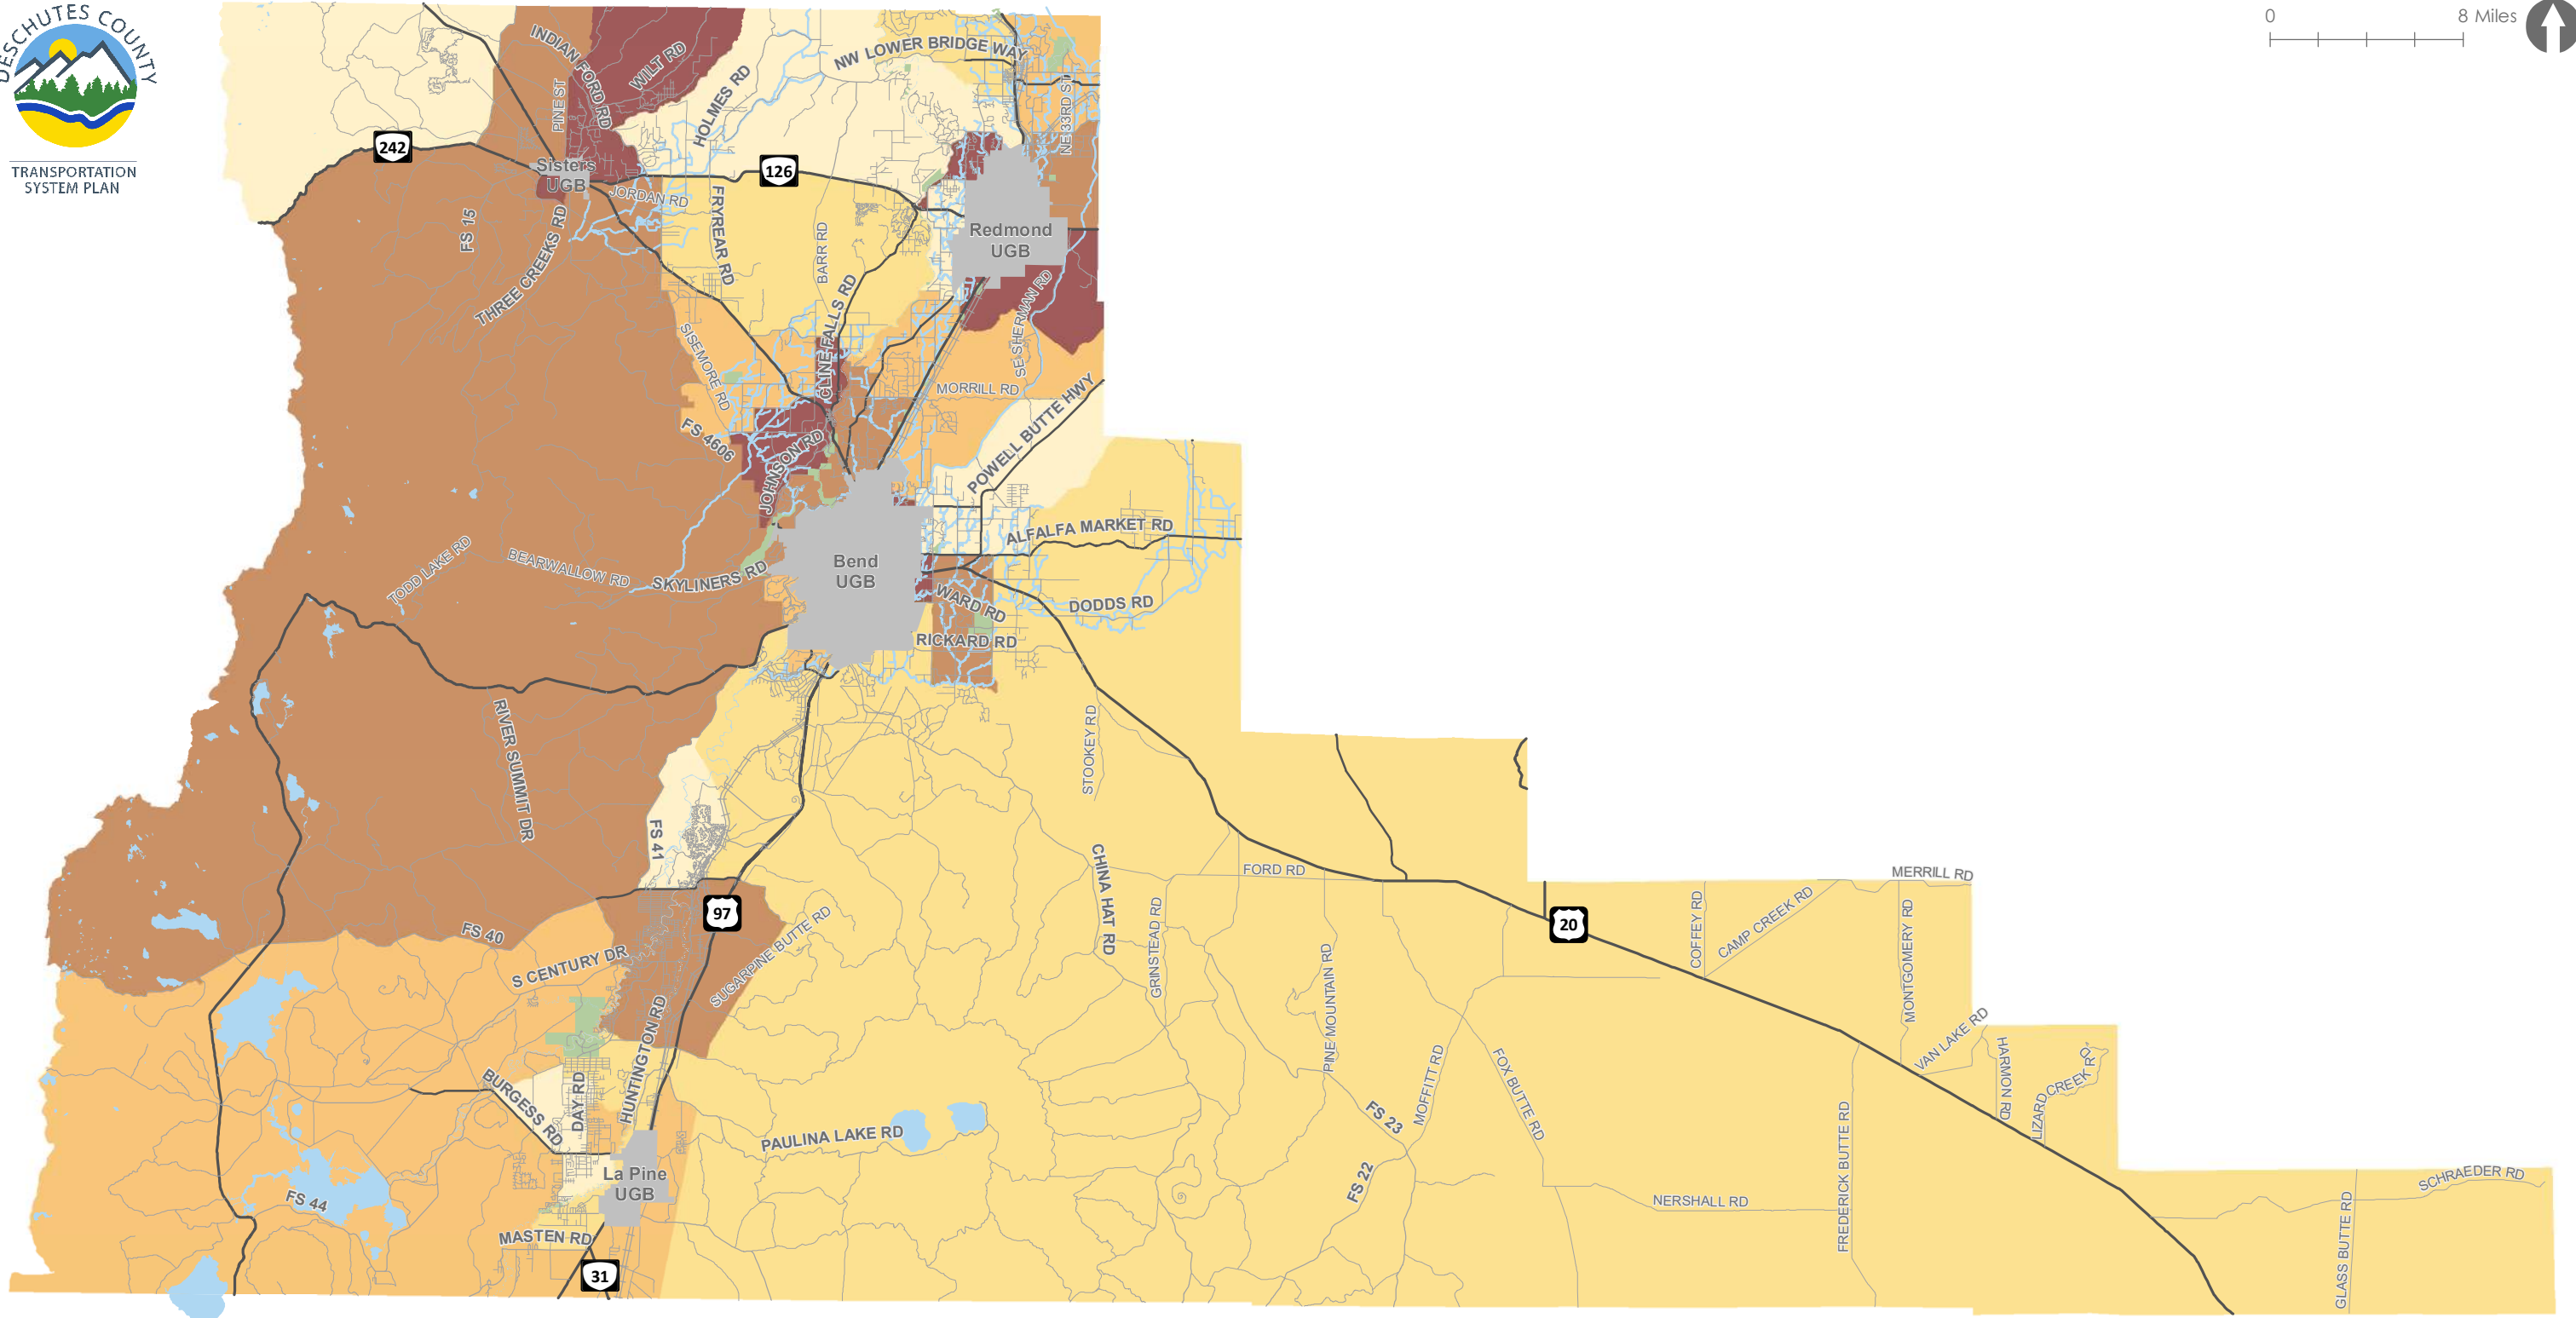 DESCHUTES COUNTY
TRANSPORTATION
SYSTEM PLAN
0
8 Miles
INDIAN FORD RD
WILT RD
PINE ST
HOLMES RD
NW LOWER BRIDGE WAY
NE 33RD ST
242
Sisters
UGB
126
JORDAN RD
FS 15
THREE CREEKS RD
FRYREAR RD
BARR RD
CLINE FALLS RD
Redmond
UGB
SE SHERMAN RD
SISEMORE RD
MORRILL RD
POWELL BUTTE HWY
FS 4606
JOHNSON RD
ALFALFA MARKET RD
TODD LAKE RD
BEARWALLOW RD
SKYLINERS RD
Bend
UGB
WARD RD
DODDS RD
RICKARD RD
RIVER SUMMIT DR
STOOKEY RD
FS 41
CHINA HAT RD
FORD RD
MERRILL RD
97
20
FS 40
S CENTURY DR
SUGARPINE BUTTE RD
GRINSTEAD RD
PINE MOUNTAIN RD
COFFEY RD
CAMP CREEK RD
MONTGOMERY RD
VAN LAKE RD
HARMON RD
LIZARD CREEK RD
HUNTINGTON RD
BURGESS RD
DAY RD
PAULINA LAKE RD
FS 23
MOFFITT RD
FOX BUTTE RD
FREDERICK BUTTE RD
FS 44
La Pine
UGB
FS 22
NERSHALL RD
SCHRAEDER RD
GLASS BUTTE RD
MASTEN RD
31